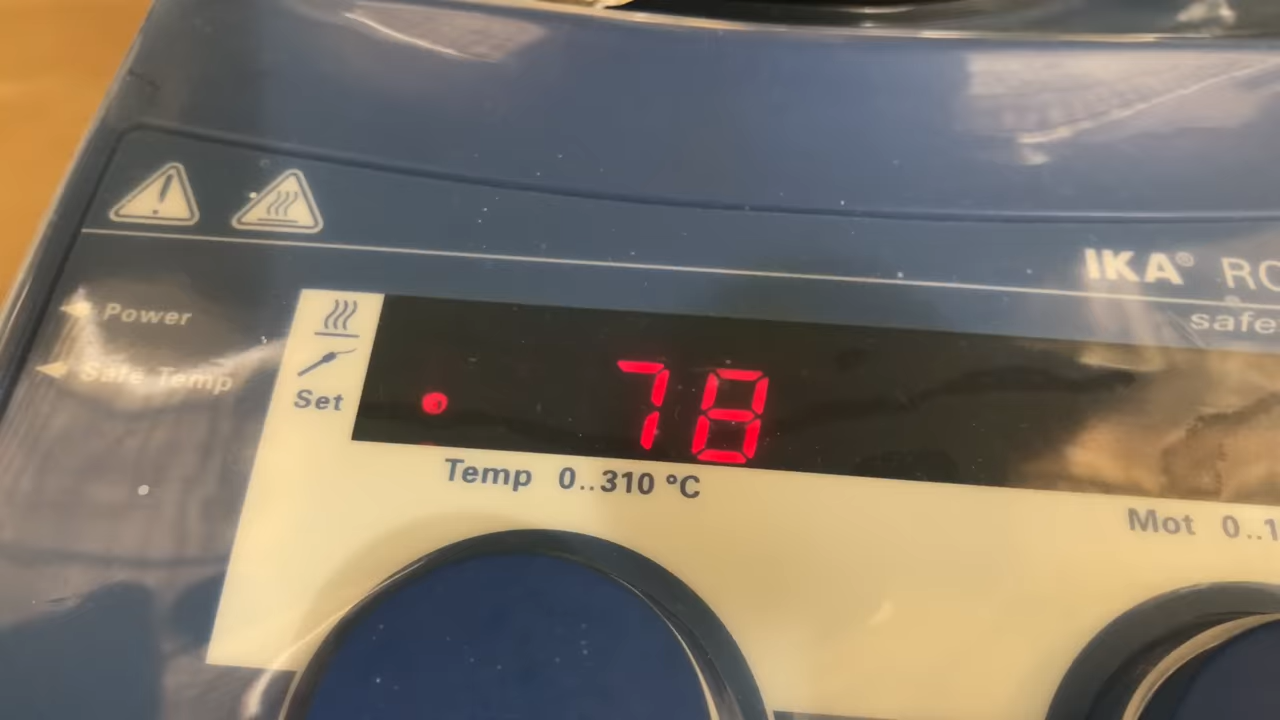 IKA® RC
safe
Power
Safe Temp
Set
78
Temp 0..310 °C
Mot 0..1